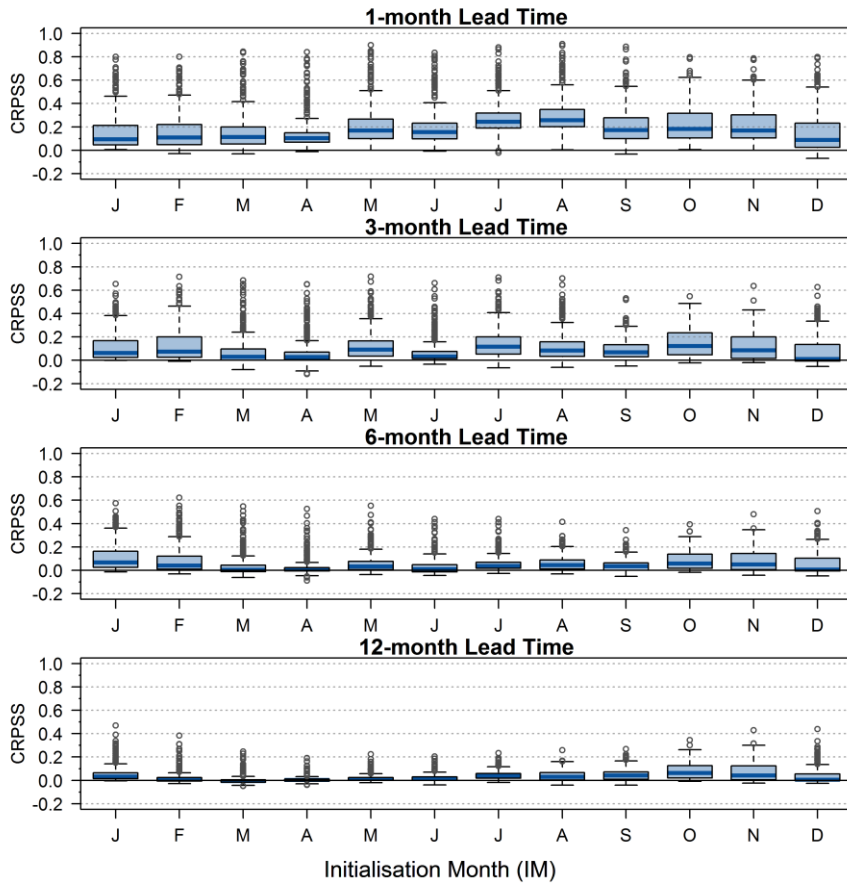 1-month Lead Time
CRPSS
1.0
0.8
0.6
0.4
0.2
0.0
-0.2
J F M A M J J A S O N D
3-month Lead Time
CRPSS
1.0
0.8
0.6
0.4
0.2
0.0
-0.2
J F M A M J J A S O N D
6-month Lead Time
CRPSS
1.0
0.8
0.6
0.4
0.2
0.0
-0.2
J F M A M J J A S O N D
12-month Lead Time
CRPSS
1.0
0.8
0.6
0.4
0.2
0.0
-0.2
J F M A M J J A S O N D
Initialisation Month (IM)